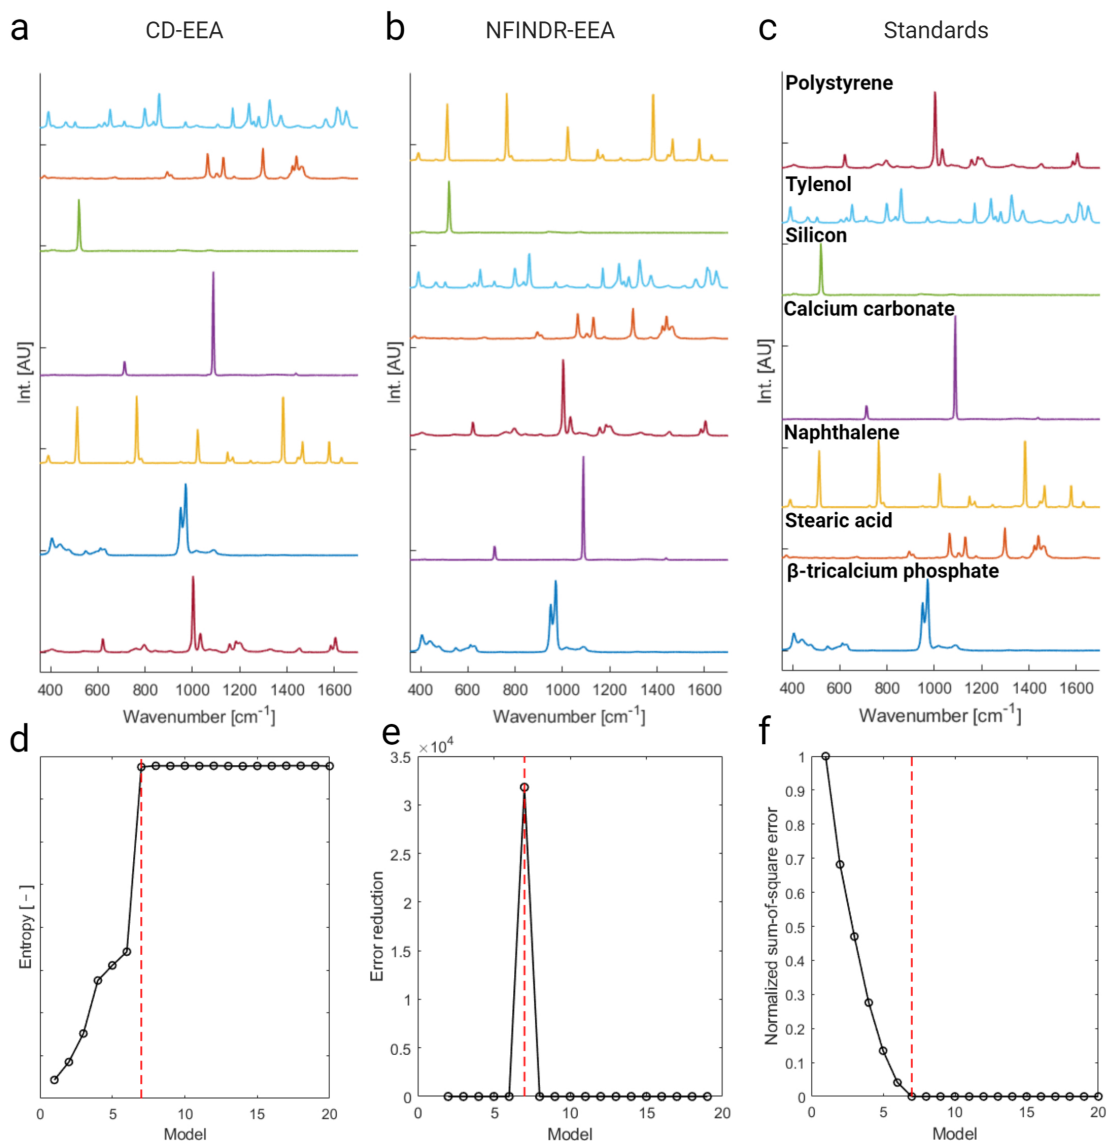 a
CD-EEA
b
NFINDR-EEA
c
Standards
Int. [AU]
400 600 800 1000 1200 1400 1600
Wavenumber [cm⁻¹]
Int. [AU]
400 600 800 1000 1200 1400 1600
Wavenumber [cm⁻¹]
Polystyrene
Tylenol
Silicon
Calcium carbonate
Naphthalene
Stearic acid
β-tricalcium phosphate
Int. [AU]
400 600 800 1000 1200 1400 1600
Wavenumber [cm⁻¹]
d
Entropy [ - ]
0 5 10 15 20
Model
e
×10⁴
3.5
3
2.5
2
1.5
1
0.5
0
Error reduction
0 5 10 15 20
Model
f
1
0.9
0.8
0.7
0.6
0.5
0.4
0.3
0.2
0.1
0
Normalized sum-of-square error
0 5 10 15 20
Model